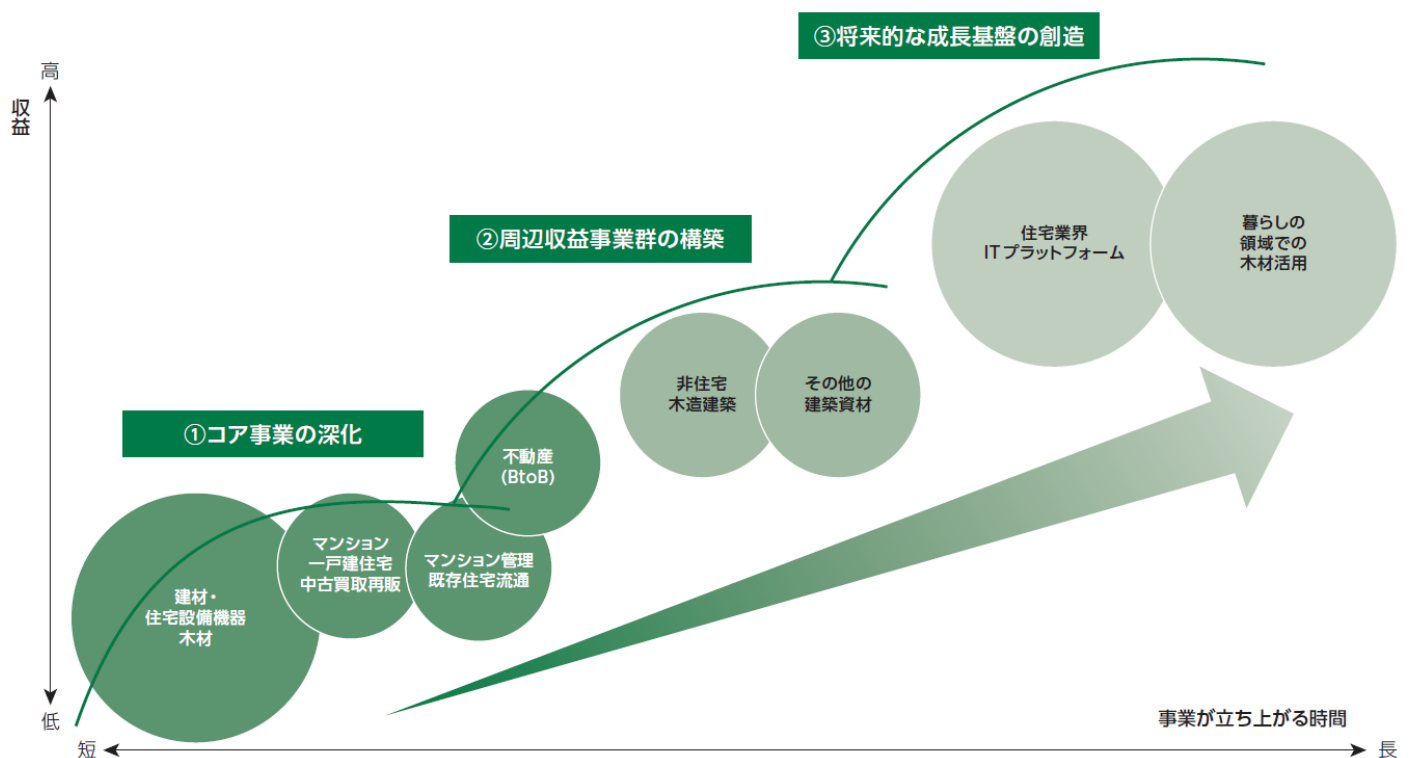 ③将来的な成長基盤の創造
高
収益
②周辺収益事業群の構築
住宅業界
ITプラットフォーム
暮らしの
領域での
木材活用
非住宅
木造建築
その他の
建築資材
①コア事業の深化
不動産
(BtoB)
マンション
一戸建住宅
中古買取再販
マンション管理
既存住宅流通
建材・
住宅設備機器
木材
低
事業が立ち上がる時間
短
長